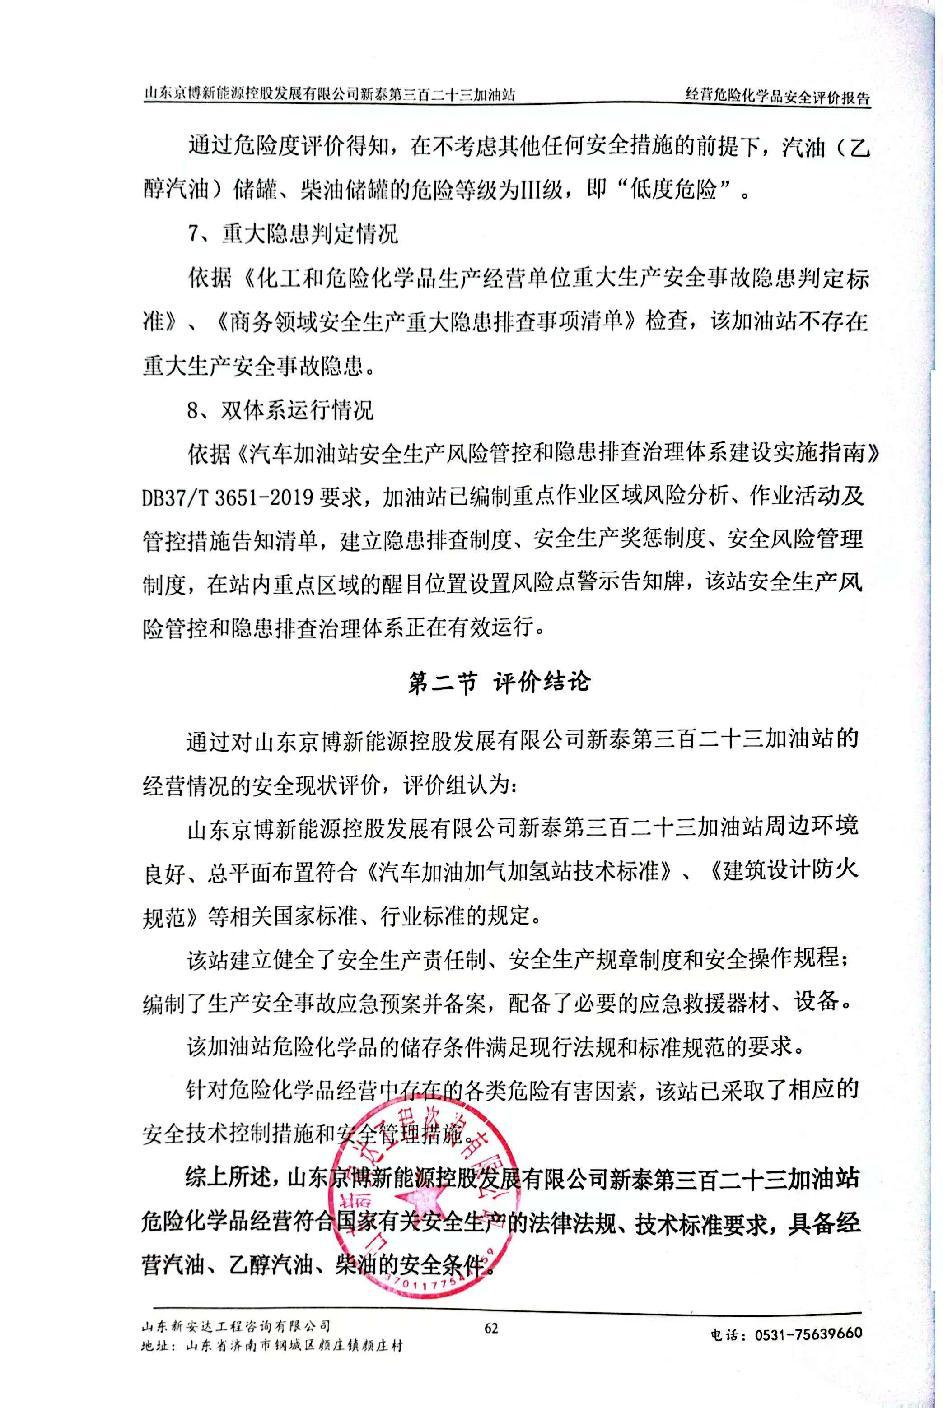 山东京博新能源控股发展有限公司新泰第三百二十三加油站 经营危险化学品安全评价报告
通过危险度评价得知，在不考虑其他任何安全措施的前提下，汽油（乙
醇汽油）储罐、柴油储罐的危险等级为III级，即“低度危险”。
7、重大隐患判定情况
依据《化工和危险化学品生产经营单位重大生产安全事故隐患判定标
准》、《商务领域安全生产重大隐患排查事项清单》检查，该加油站不存在
重大生产安全事故隐患。
8、双体系运行情况
依据《汽车加油站安全生产风险管控和隐患排查治理体系建设实施指南》
DB37/T 3651-2019 要求，加油站已编制重点作业区域风险分析、作业活动及
管控措施告知清单，建立隐患排查制度、安全生产奖惩制度、安全风险管理
制度，在站内重点区域的醒目位置设置风险点警示告知牌，该站安全生产风
险管控和隐患排查治理体系正在有效运行。
第二节 评价结论
通过对山东京博新能源控股发展有限公司新泰第三百二十三加油站的
经营情况的安全现状评价，评价组认为：
山东京博新能源控股发展有限公司新泰第三百二十三加油站周边环境
良好、总平面布置符合《汽车加油加气加氢站技术标准》、《建筑设计防火
规范》等相关国家标准、行业标准的规定。
该站建立健全了安全生产责任制、安全生产规章制度和安全操作规程；
编制了生产安全事故应急预案并备案，配备了必要的应急救援器材、设备。
该加油站危险化学品的储存条件满足现行法规和标准规范的要求。
针对危险化学品经营中存在的各类危险有害因素，该站已采取了相应的
安全技术控制措施和安全管理措施。
综上所述，山东京博新能源控股发展有限公司新泰第三百二十三加油站
危险化学品经营符合国家有关安全生产的法律法规、技术标准要求，具备经
营汽油、乙醇汽油、柴油的安全条件。
山东新安达工程咨询有限公司
山东新安达工程咨询有限公司 62 电话：0531-75639660
地址：山东省济南市钢城区颜庄镇颜庄村